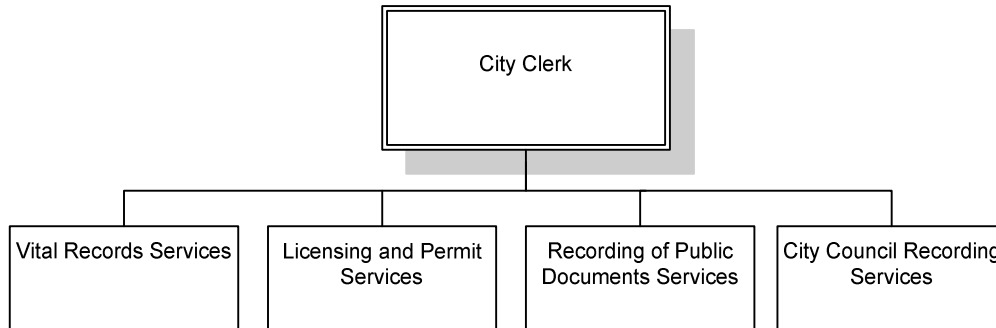 City Clerk
Vital Records Services
Licensing and Permit
Services
Recording of Public
Documents Services
City Council Recording
Services